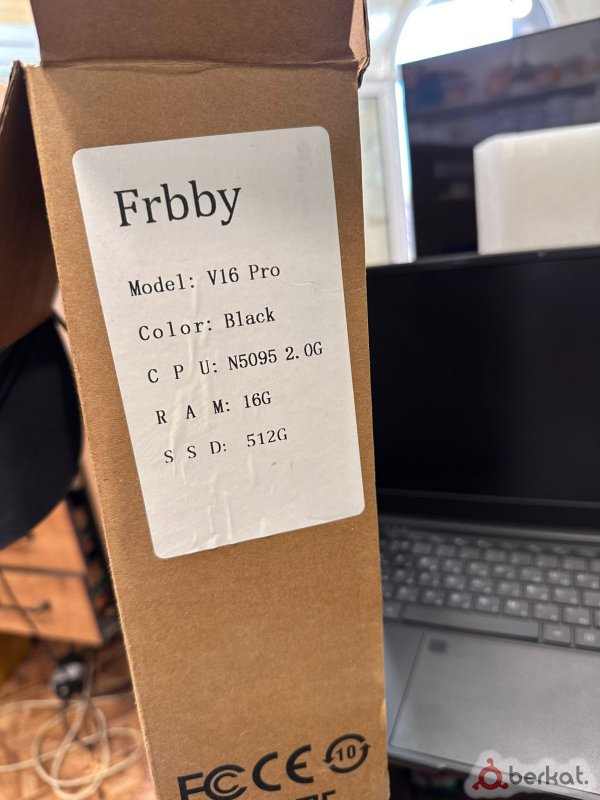 Frbby
Model: V16 Pro
Color: Black
C P U: N5095 2.0G
R A M: 16G
S S D: 512G
FC CE 10
berkat.